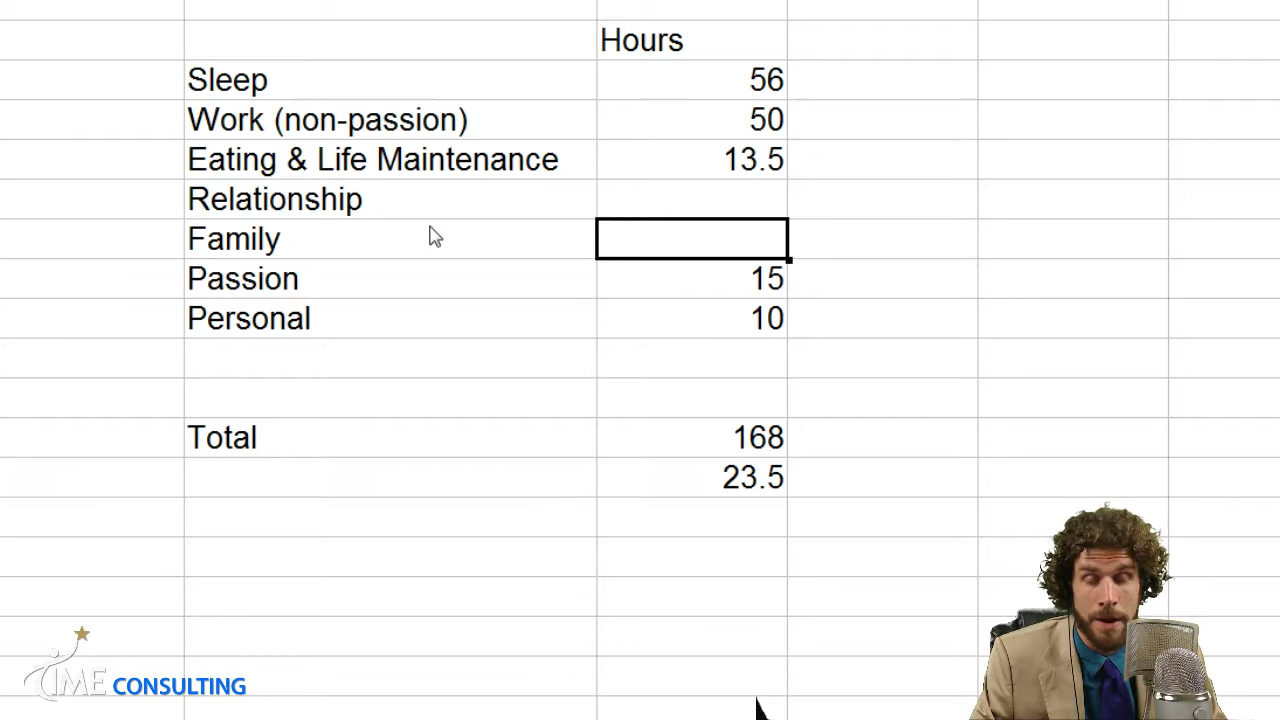 Hours
Sleep 56
Work (non-passion) 50
Eating & Life Maintenance 13.5
Relationship
Family
Passion 15
Personal 10
Total 168
23.5
TIME CONSULTING